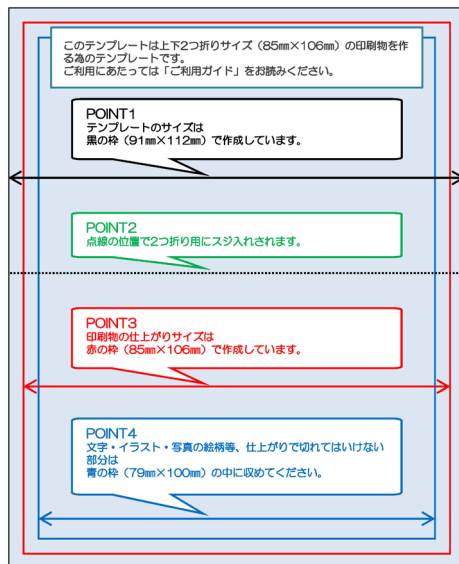 このテンプレートは上下2つ折りサイズ（85㎜×106㎜）の印刷物を作
る為のテンプレートです。
ご利用にあたっては「ご利用ガイド」をお読みください。
POINT1
テンプレートのサイズは
黒の枠（91㎜×112㎜）で作成しています。
POINT2
点線の位置で2つ折り用にスジ入れされます。
POINT3
印刷物の仕上がりサイズは
赤の枠（85㎜×106㎜）で作成しています。
POINT4
文字・イラスト・写真の絵柄等、仕上がりで切れてはいけない
部分は
青の枠（79㎜×100㎜）の中に収めてください。